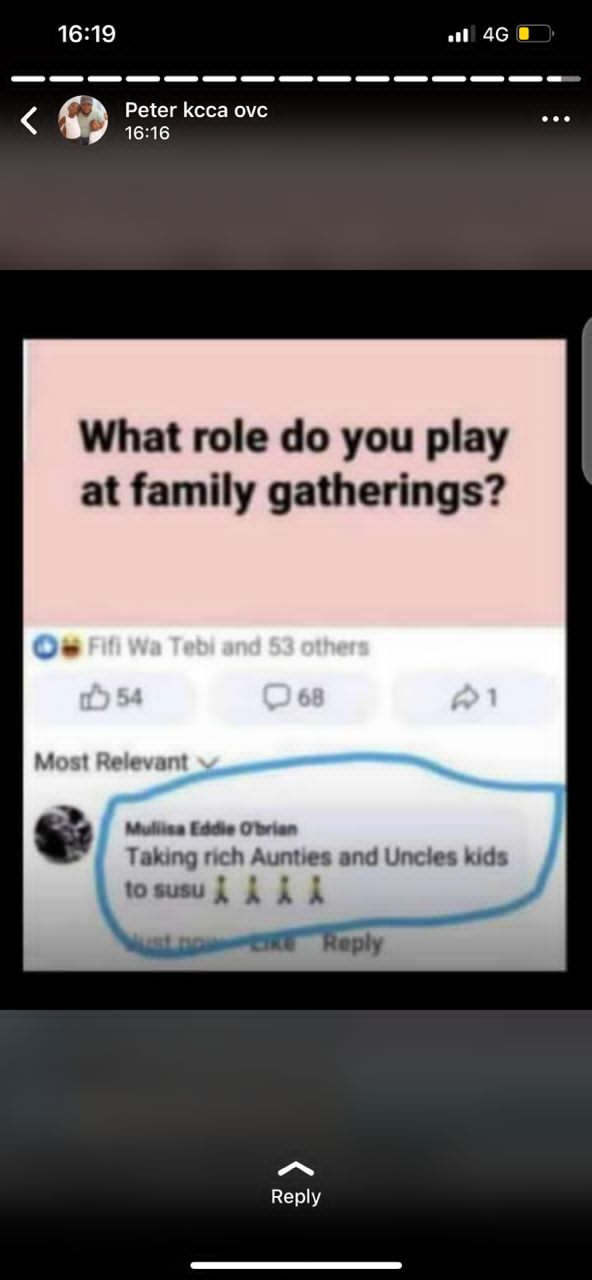 16:19
4G
Peter kcca ovc
16:16
What role do you play
at family gatherings?
Fifi Wa Tebi and 53 others
54
68
1
Most Relevant
Muliisa Eddie O'brian
Taking rich Aunties and Uncles kids
to susu🚶🚶🚶🚶
Just now Like Reply
Reply